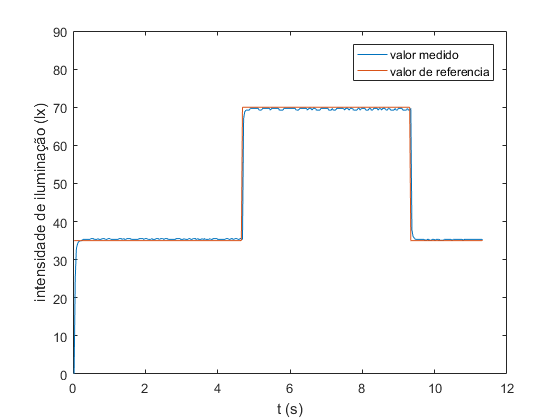 90
80
70
60
50
40
30
20
10
0
intensidade de iluminação (lx)
valor medido
valor de referencia
0 2 4 6 8 10 12
t (s)